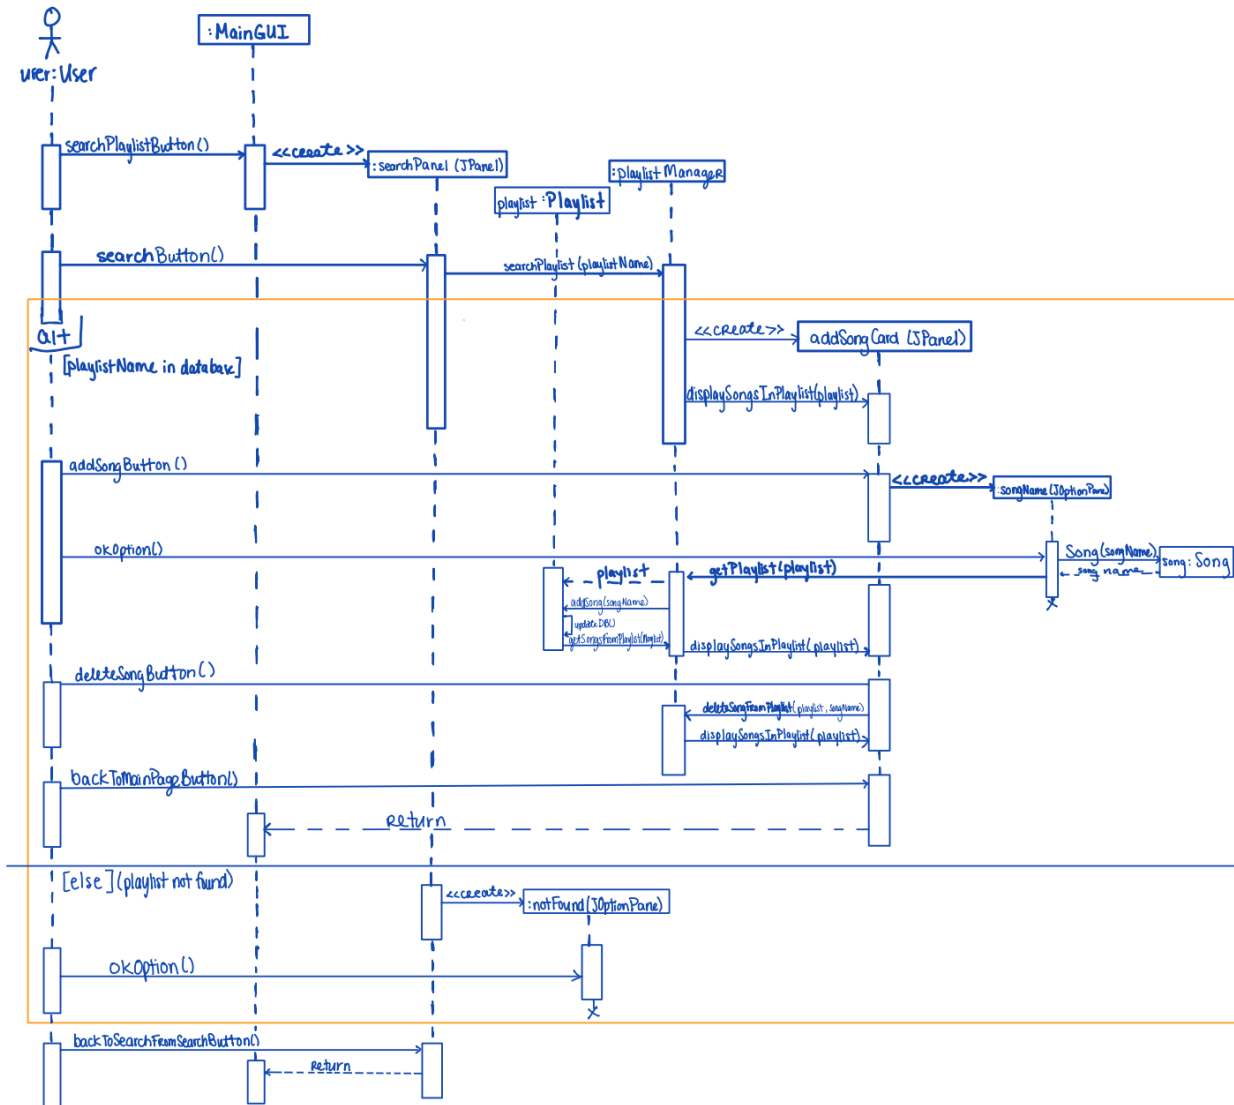 :MainGUI
user:User
searchPlaylistButton()
<<create>>
:searchPanel (JPanel)
:playlist Manager
playlist :Playlist
searchButton()
searchPlaylist (playlistName)
alt
<<create>>
addSongCard (JPanel)
[playlistName in database]
displaySongsInPlaylist(playlist)
addSongButton()
<<create>>
:songName(JOptionPane)
okOption()
Song(songName)
song: Song
song name
getPlaylist(playlist)
playlist
addSong(songName)
updateDB()
getSongsFromPlaylist(Playlist)
displaySongsInPlaylist(playlist)
deleteSongButton()
deleteSongFromPlaylist(playlist, songName)
displaySongsInPlaylist(playlist)
backToMainPageButton()
Return
[else] (playlist not found)
<<create>>
:notFound(JOptionPane)
okOption()
x
x
backToSearchFromSearchButton()
Return